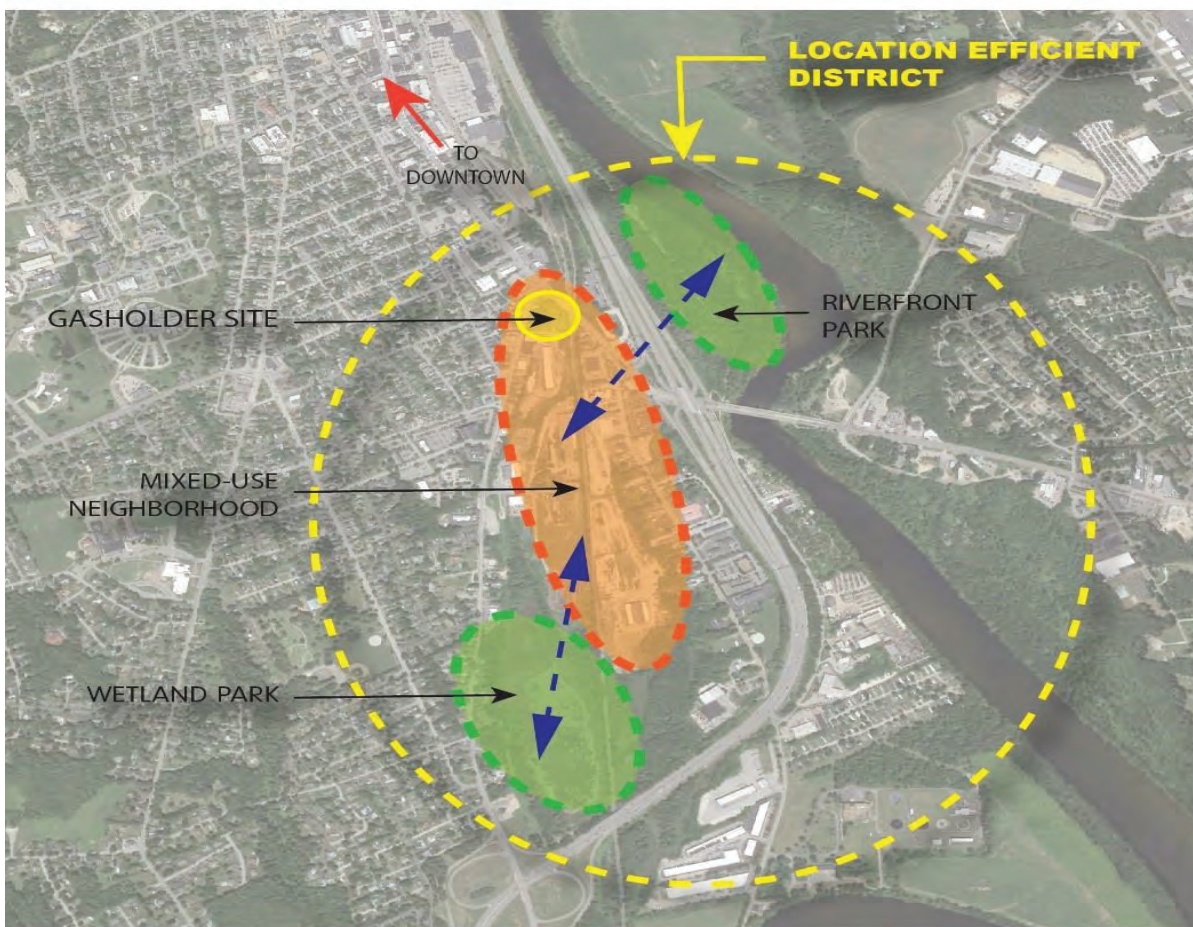 LOCATION EFFICIENT
DISTRICT
TO
DOWNTOWN
GASHOLDER SITE
RIVERFRONT
PARK
MIXED-USE
NEIGHBORHOOD
WETLAND PARK